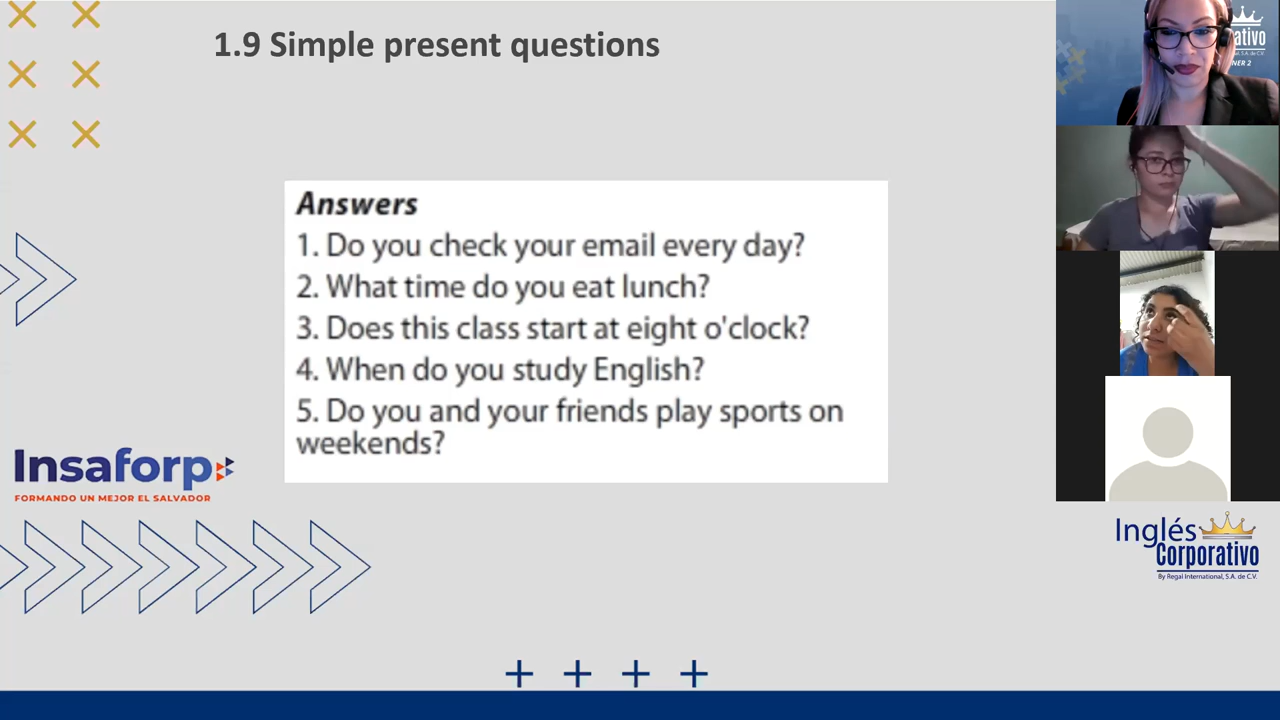 1.9 Simple present questions
Answers
1. Do you check your email every day?
2. What time do you eat lunch?
3. Does this class start at eight o'clock?
4. When do you study English?
5. Do you and your friends play sports on
weekends?
Insaforp
FORMANDO UN MEJOR EL SALVADOR
Inglés
Corporativo
By Regal International, S.A. de C.V.